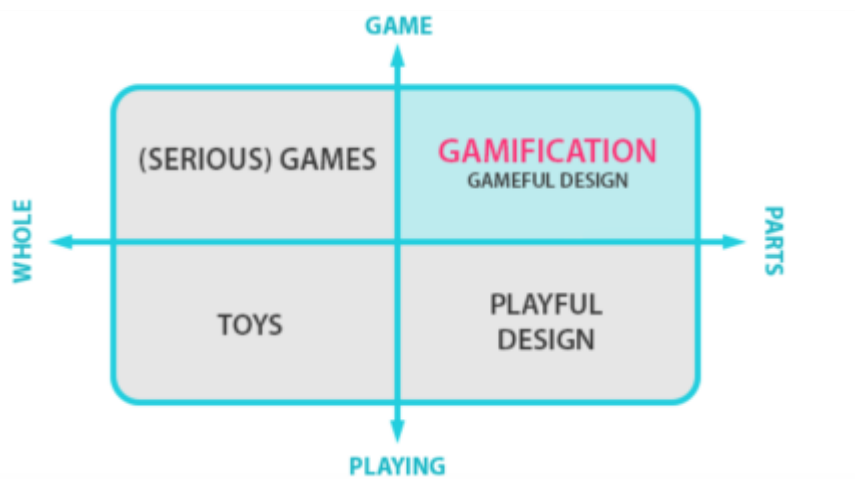 GAME
(SERIOUS) GAMES
GAMIFICATION
GAMEFUL DESIGN
WHOLE
PARTS
TOYS
PLAYFUL
DESIGN
PLAYING